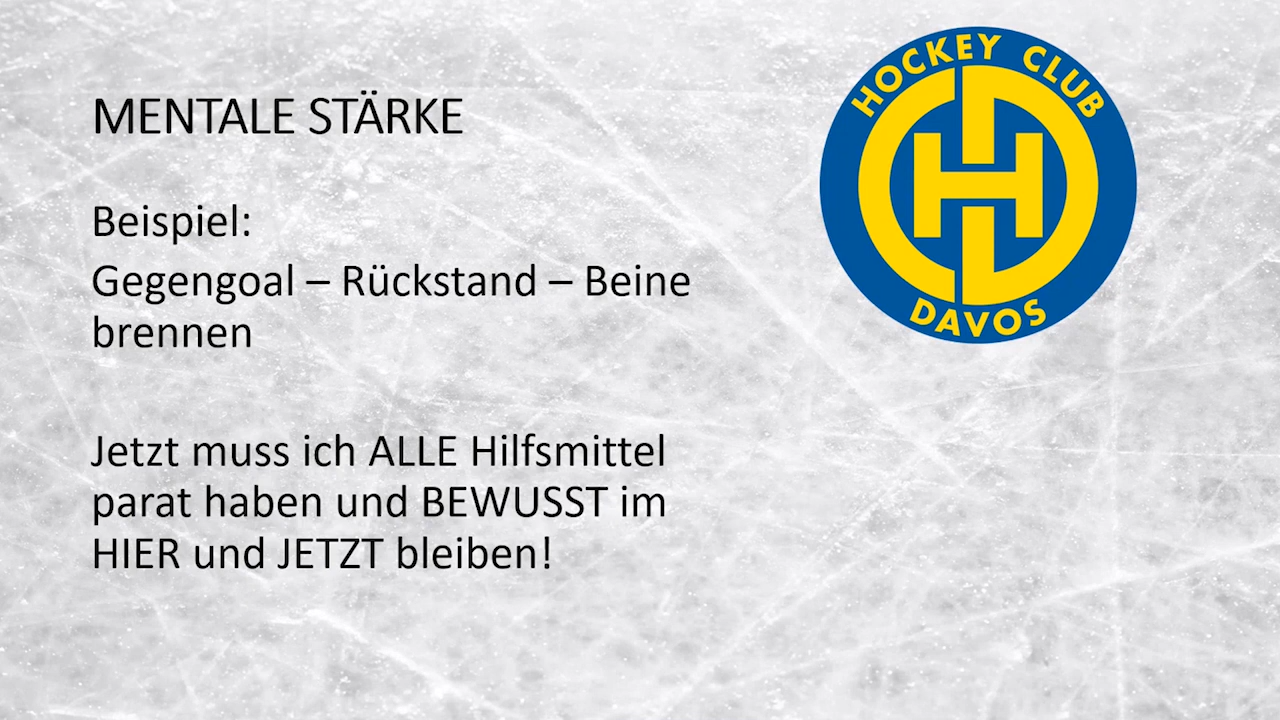 MENTALE STÄRKE
HOCKEY CLUB
HCD
DAVOS
Beispiel:
Gegengoal – Rückstand – Beine
brennen
Jetzt muss ich ALLE Hilfsmittel
parat haben und BEWUSST im
HIER und JETZT bleiben!